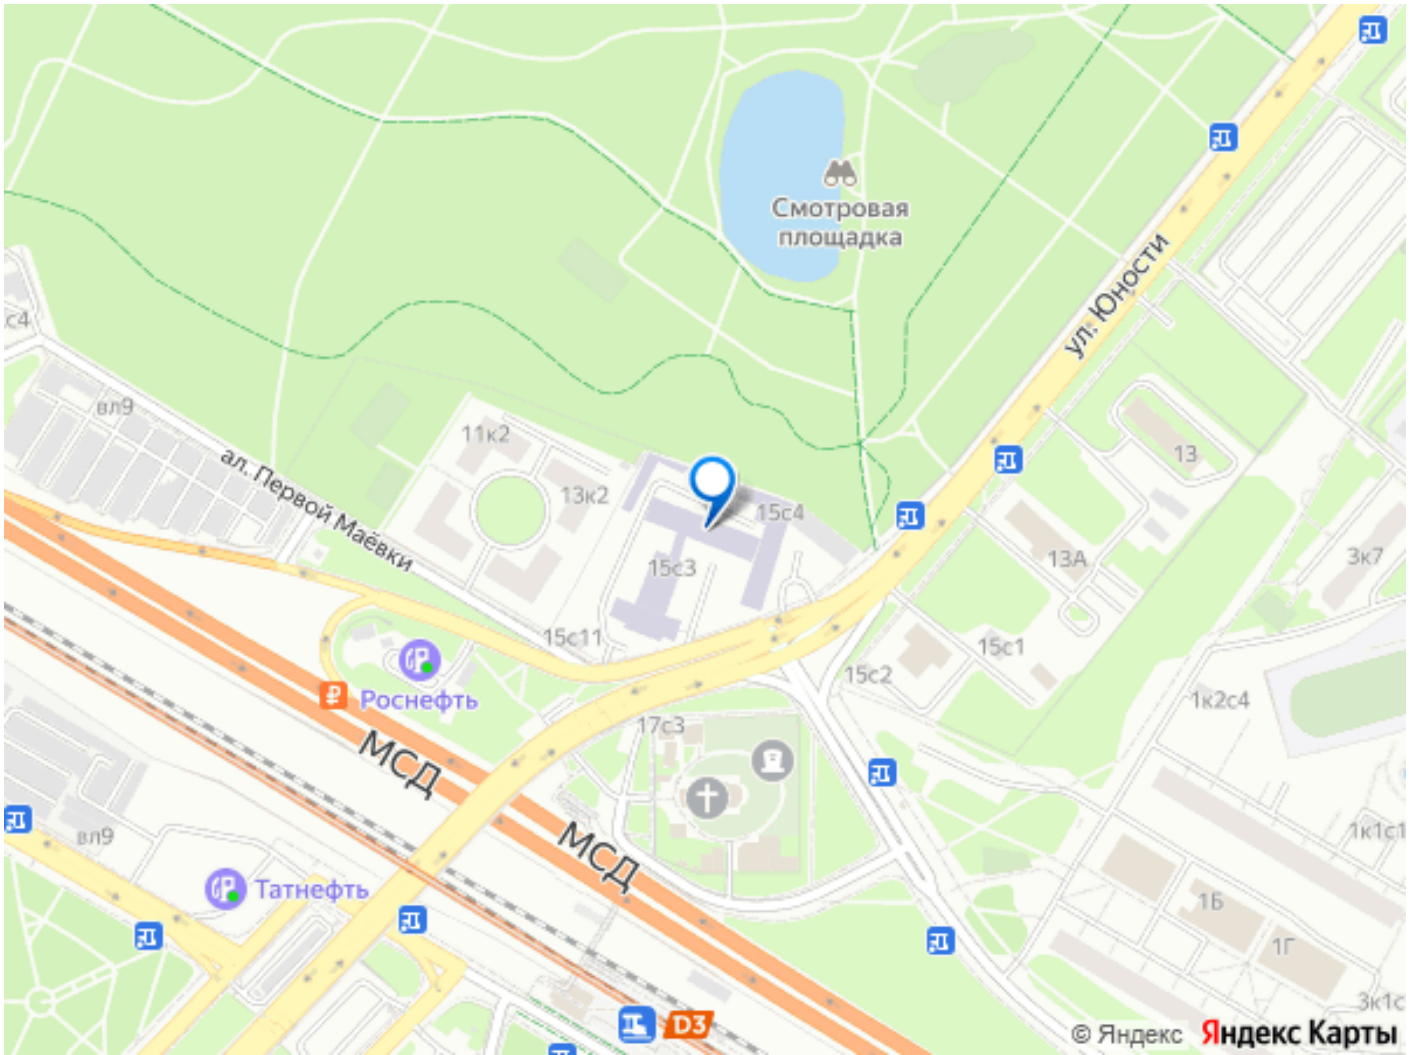 Смотровая
площадка
ул. Юности
с4
вл9
ал. Первой Маёвки
11к2
13к2
15с4
15с3
13
13А
3к7
15с11
15с1
15с2
1к2с4
Роснефть
17с3
МСД
МСД
вл9
1к1с1
Татнефть
1Б
1Г
3к1с
D3
© Яндекс Яндекс Карты